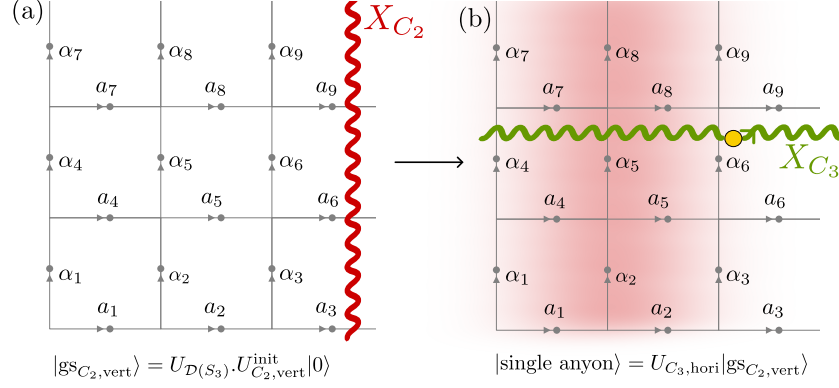 (a) X_{C_2} (b)
α_7 α_8 α_9 α_7 α_8 α_9
a_7 a_8 a_9 a_7 a_8 a_9
X_{C_3}
α_4 α_5 α_6 α_4 α_5 α_6
a_4 a_5 a_6 a_4 a_5 a_6
α_1 α_2 α_3 α_1 α_2 α_3
a_1 a_2 a_3 a_1 a_2 a_3
|gs_{C_2,vert}⟩ = U_{𝒟(S_3)}.U^{init}_{C_2,vert}|0⟩
|single anyon⟩ = U_{C_3,hori}|gs_{C_2,vert}⟩